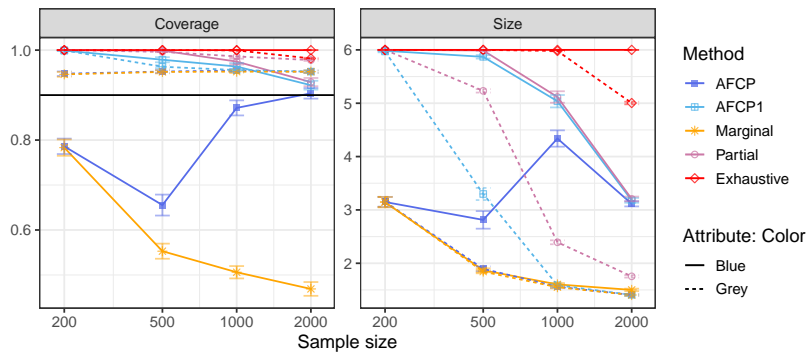 Coverage
Size
1.0
0.8
0.6
6
5
4
3
2
200
500
1000
2000
200
500
1000
2000
Sample size
Method
AFCP
AFCP1
Marginal
Partial
Exhaustive
Attribute: Color
Blue
Grey